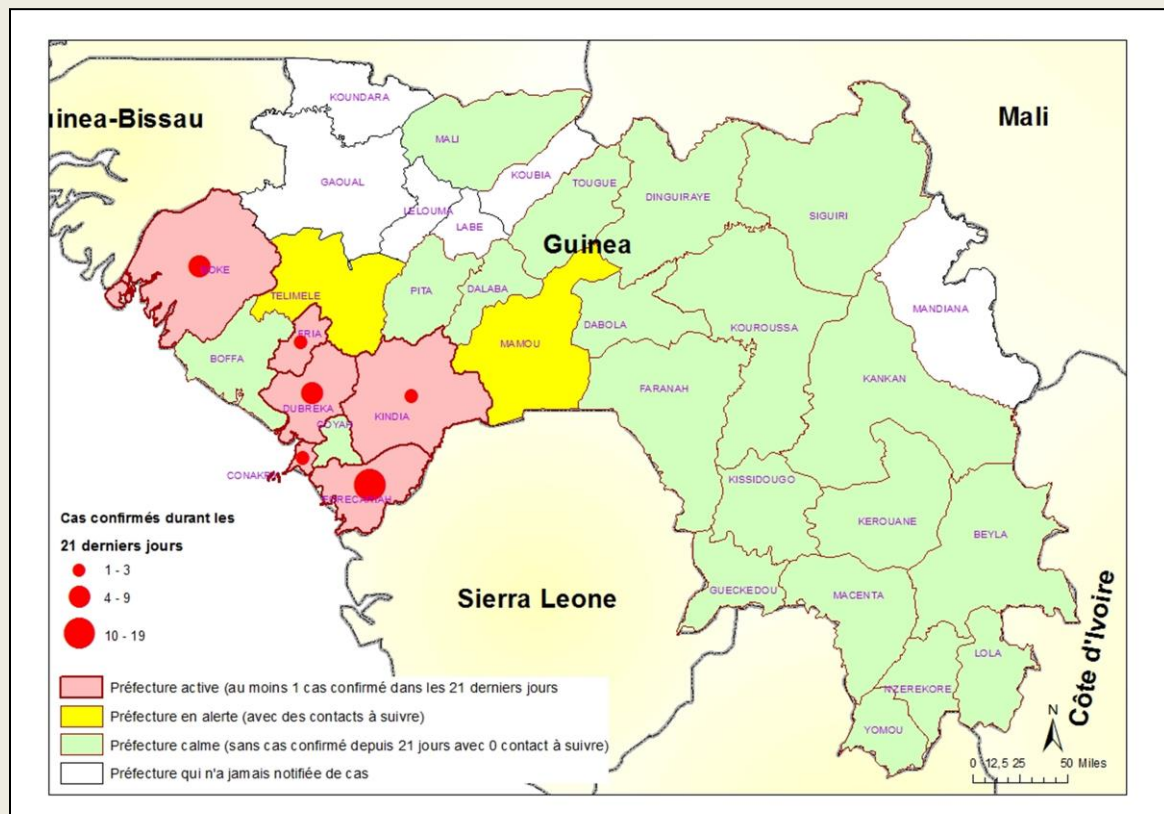 uinea-Bissau
KOUNDARA
Mali
MALI
KOUBIA
GAOUAL
TOUGUE
DINGUIRAYE
LELOUMA
LABE
SIGUIRI
Guinea
OKE
TELIMELE
PITA
DALABA
MANDIANA
DABOLA
KOUROUSSA
FRIA
MAMOU
BOFFA
KANKAN
FARANAH
DUBREKA
KINDIA
COYAH
CONAKRY
KISSIDOUGO
KEROUANE
BEYLA
GUECKEDOU
MACENTA
LOLA
NZEREKORE
YOMOU
Sierra Leone
Côte d'Ivoire
Cas confirmés durant les
21 derniers jours
1 - 3
4 - 9
10 - 19
Préfecture active (au moins 1 cas confirmé dans les 21 derniers jours
Préfecture en alerte (avec des contacts à suivre)
Préfecture calme (sans cas confirmé depuis 21 jours avec 0 contact à suivre)
Préfecture qui n'a jamais notifiée de cas
N
0 12,5 25 50 Miles